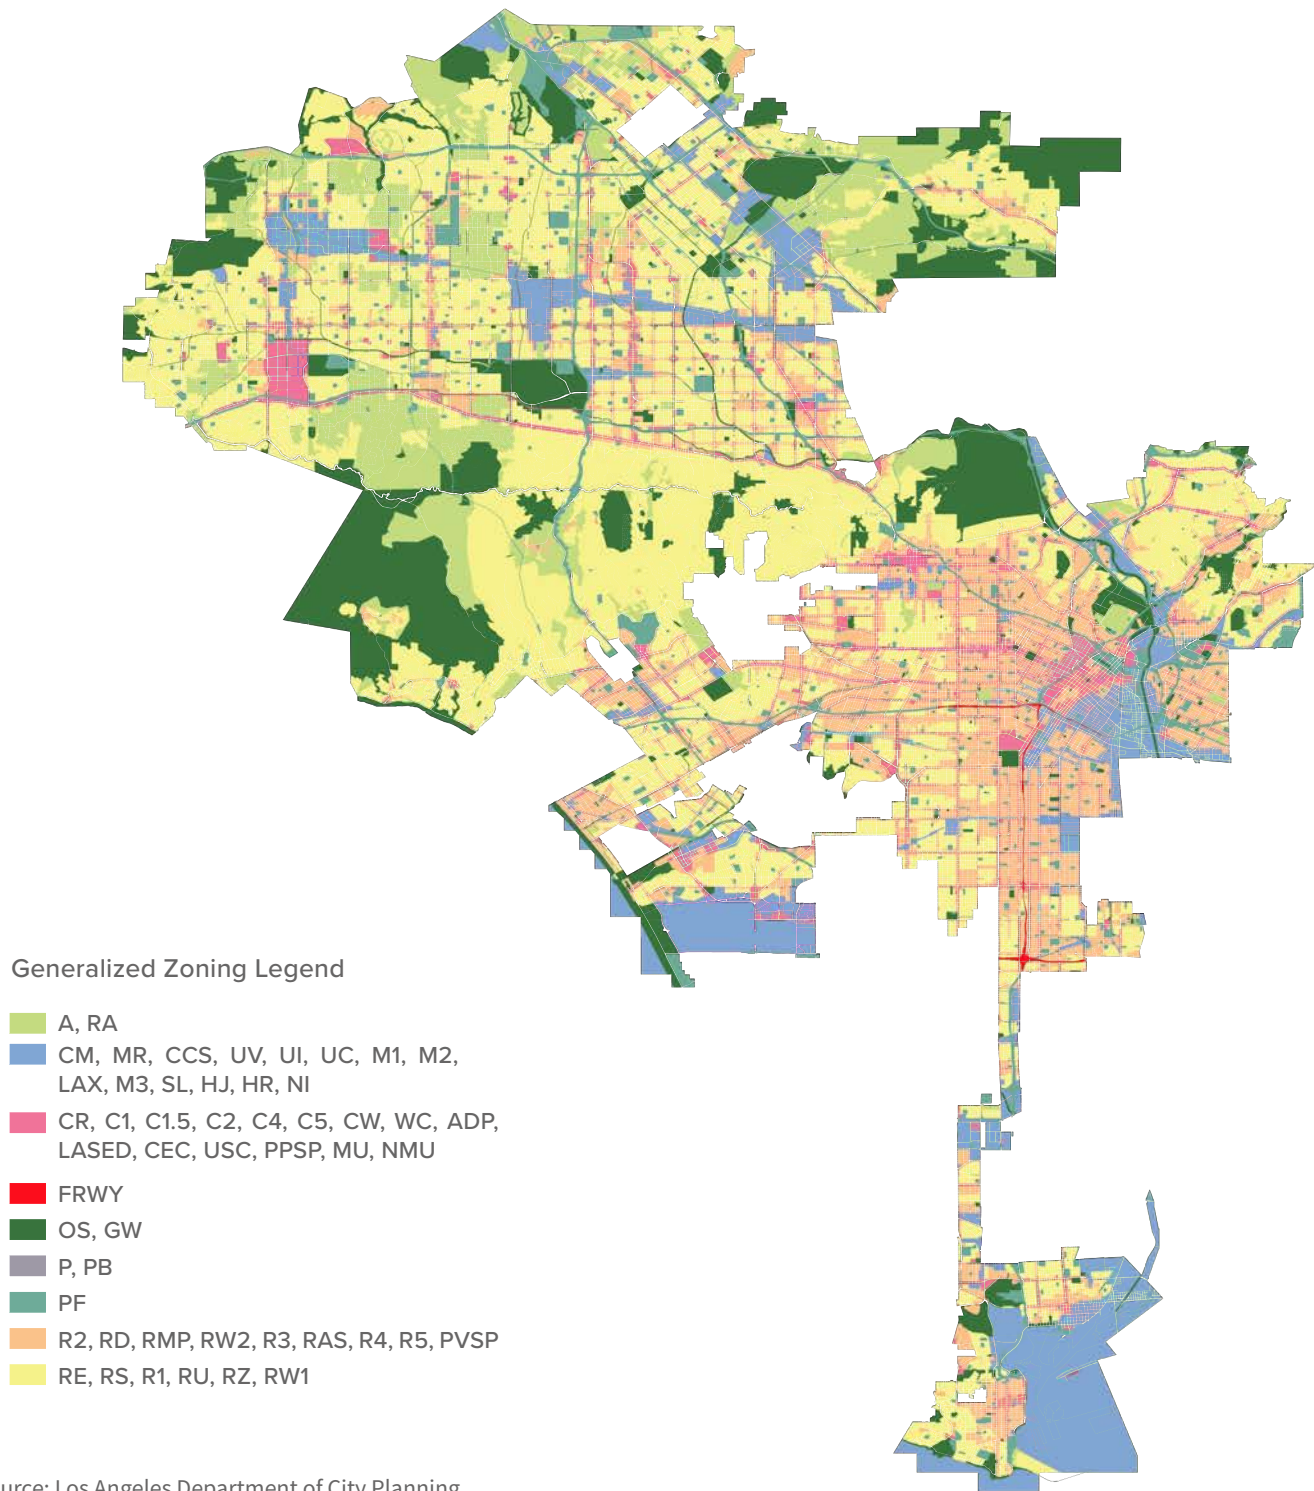 Generalized Zoning Legend
A, RA
CM, MR, CCS, UV, UI, UC, M1, M2,
LAX, M3, SL, HJ, HR, NI
CR, C1, C1.5, C2, C4, C5, CW, WC, ADP,
LASED, CEC, USC, PPSP, MU, NMU
FRWY
OS, GW
P, PB
PF
R2, RD, RMP, RW2, R3, RAS, R4, R5, PVSP
RE, RS, R1, RU, RZ, RW1
urce: Los Angeles Department of City Planning